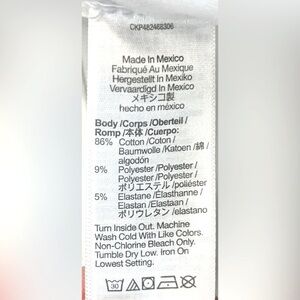 CKP482468306
Made In Mexico
Fabriqué Au Mexique
Hergestellt In Mexiko
Vervaardigd In Mexico
メキシコ製
hecho en méxico
Body /Corps /Oberteil /
Romp /本体 /Cuerpo:
86% Cotton /Coton /
Baumwolle /Katoen /綿 /
algodón
9% Polyester /Polyester /
Polyester /Polyester /
ポリエステル /poliéster
5% Elastane /Élasthanne /
Elastan /Elastaan /
ポリウレタン /elastano
Turn Inside Out. Machine
Wash Cold With Like Colors.
Non-Chlorine Bleach Only.
Tumble Dry Low. Iron On
Lowest Setting.
30